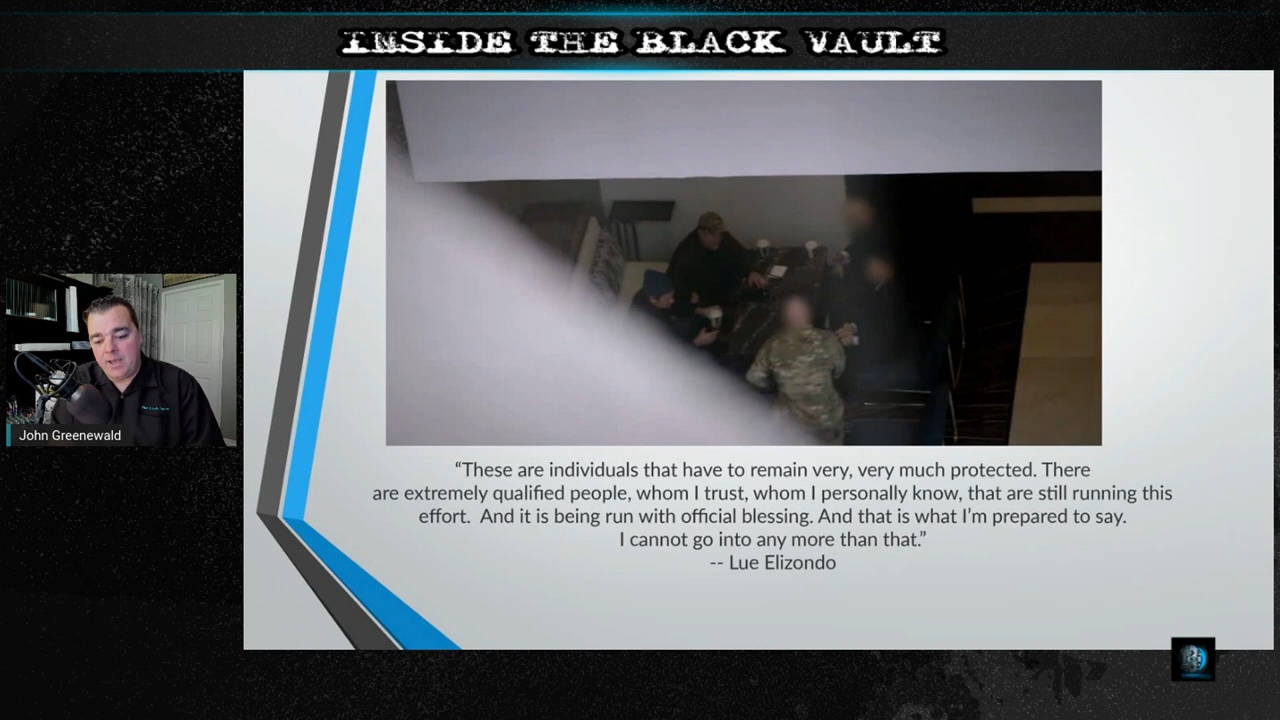 INSIDE THE BLACK VAULT
John Greenewald
“These are individuals that have to remain very, very much protected. There
are extremely qualified people, whom I trust, whom I personally know, that are still running this
effort.  And it is being run with official blessing. And that is what I’m prepared to say.
I cannot go into any more than that.”
-- Lue Elizondo